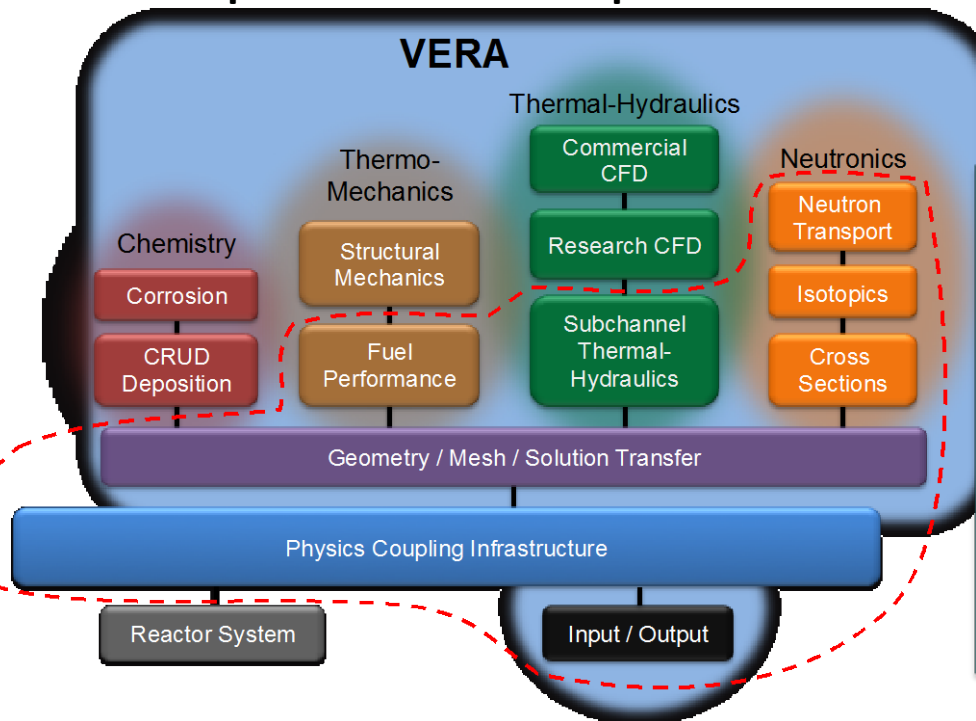 VERA
Thermal-Hydraulics
Commercial
CFD
Research CFD
Subchannel
Thermal-
Hydraulics
Thermo-
Mechanics
Structural
Mechanics
Fuel
Performance
Neutronics
Neutron
Transport
Isotopics
Cross
Sections
Chemistry
Corrosion
CRUD
Deposition
Geometry / Mesh / Solution Transfer
Physics Coupling Infrastructure
Reactor System
Input / Output